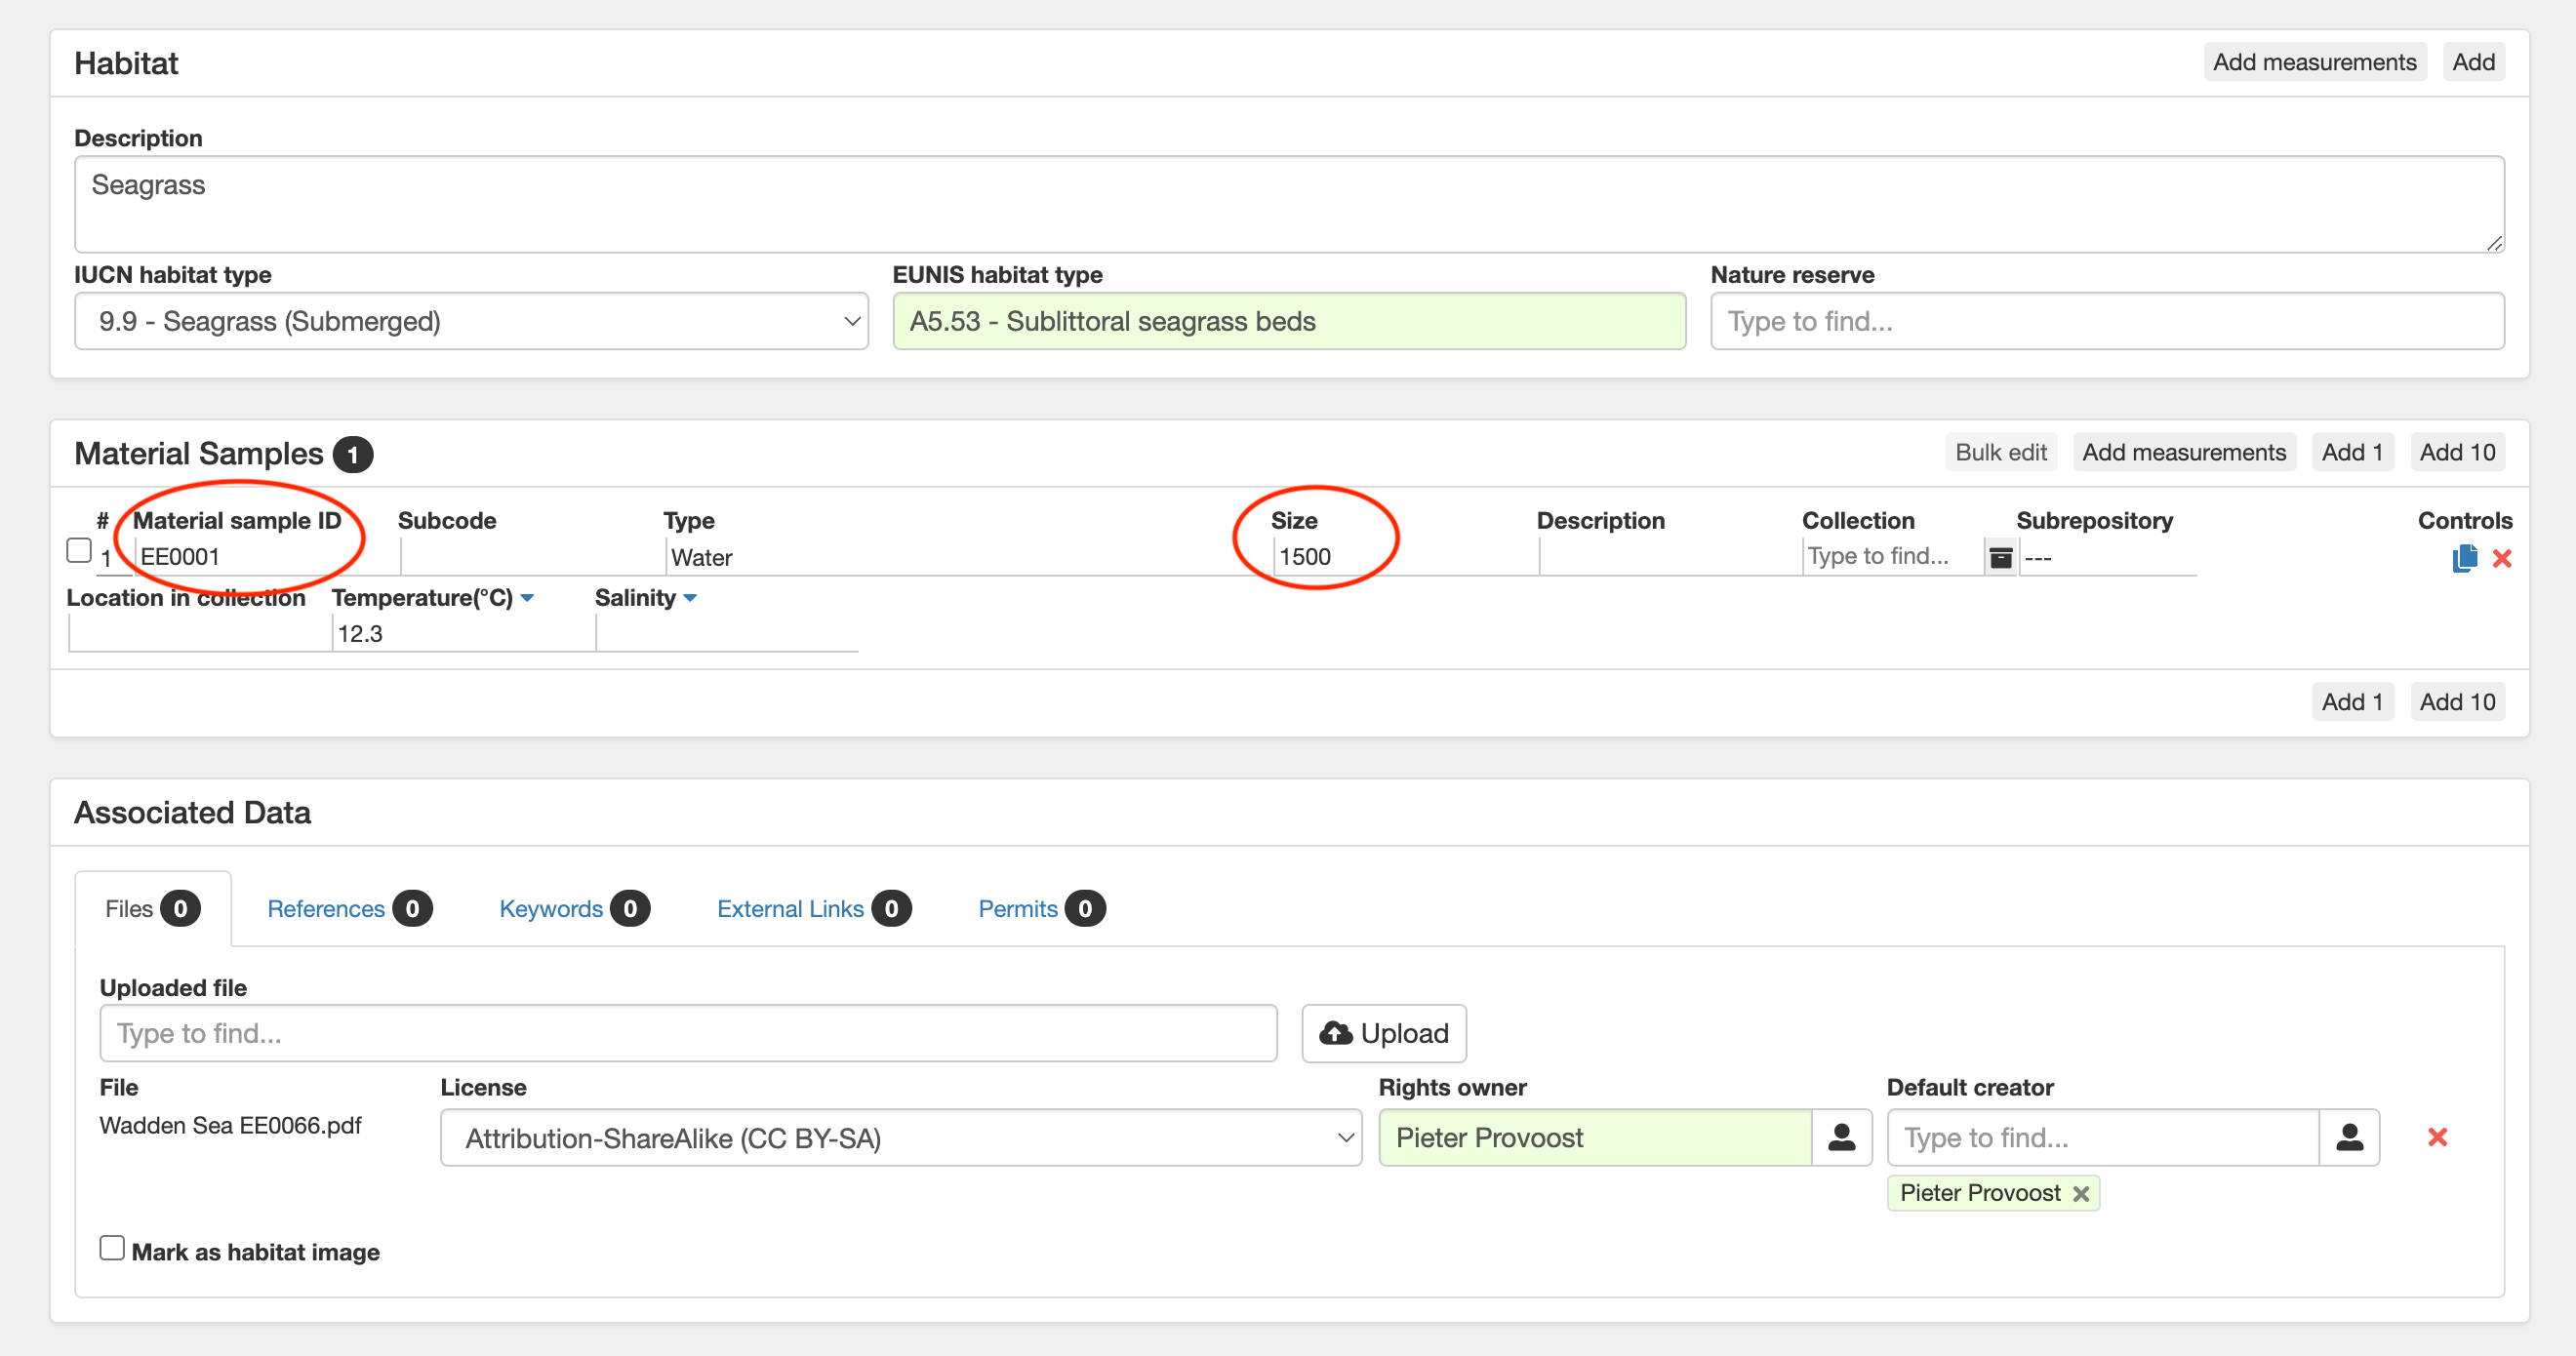 Habitat Add measurements Add
Description
Seagrass
IUCN habitat type EUNIS habitat type Nature reserve
9.9 - Seagrass (Submerged) A5.53 - Sublittoral seagrass beds Type to find...
Material Samples 1 Bulk edit Add measurements Add 1 Add 10
# Material sample ID Subcode Type Size Description Collection Subrepository Controls
1 EE0001 Water 1500 Type to find... ---
Location in collection Temperature(°C) Salinity
12.3
Add 1 Add 10
Associated Data
Files 0 References 0 Keywords 0 External Links 0 Permits 0
Uploaded file
Type to find... Upload
File License Rights owner Default creator
Wadden Sea EE0066.pdf Attribution-ShareAlike (CC BY-SA) Pieter Provoost Type to find...
Pieter Provoost
Mark as habitat image